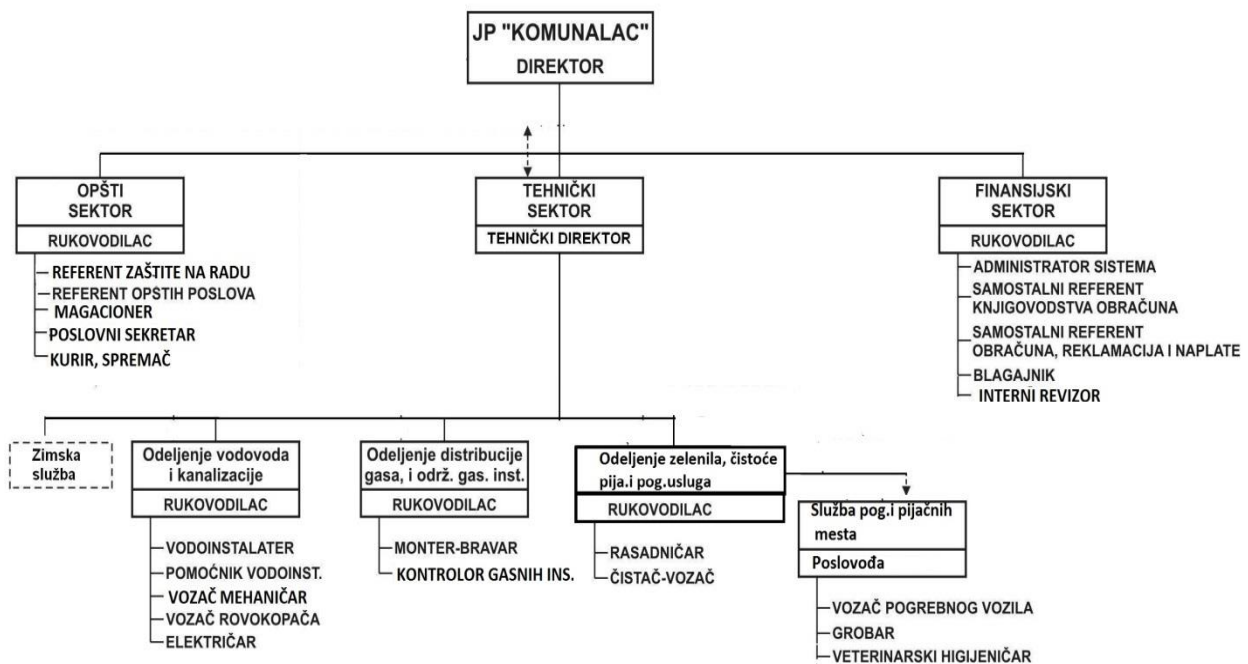 JP "KOMUNALAC"
DIREKTOR
OPŠTI
SEKTOR
RUKOVODILAC
REFERENT ZAŠTITE NA RADU
REFERENT OPŠTIH POSLOVA
MAGACIONER
POSLOVNI SEKRETAR
KURIR, SPREMAČ
TEHNIČKI
SEKTOR
TEHNIČKI DIREKTOR
FINANSIJSKI
SEKTOR
RUKOVODILAC
ADMINISTRATOR SISTEMA
SAMOSTALNI REFERENT
KNJIGOVODSTVA OBRAČUNA
SAMOSTALNI REFERENT
OBRAČUNA, REKLAMACIJA I NAPLATE
BLAGAJNIK
INTERNI REVIZOR
Zimska
služba
Odeljenje vodovoda
i kanalizacije
RUKOVODILAC
VODOINSTALATER
POMOĆNIK VODOINST.
VOZAČ MEHANIČAR
VOZAČ ROVOKOPAČA
ELEKTRIČAR
Odeljenje distribucije
gasa, i održ. gas. inst.
RUKOVODILAC
MONTER-BRAVAR
KONTROLOR GASNIH INS.
Odeljenje zelenila, čistoće
pija.i pog.usluga
RUKOVODILAC
RASADNIČAR
ČISTAČ-VOZAČ
Služba pog.i pijačnih
mesta
Poslovođa
VOZAČ POGREBNOG VOZILA
GROBAR
VETERINARSKI HIGIJENIČAR